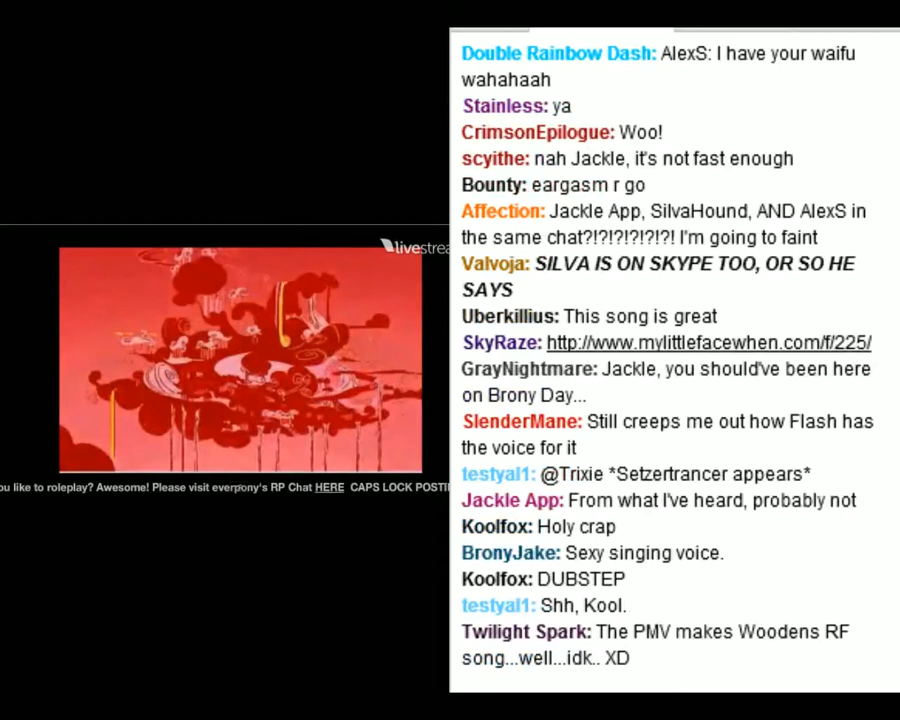 Double Rainbow Dash: AlexS: I have your waifu
wahahaah
Stainless: ya
CrimsonEpilogue: Woo!
scyithe: nah Jackle, it's not fast enough
Bounty: eargasm r go
Affection: Jackle App, SilvaHound, AND AlexS in
the same chat?!?!?!?!?!?! I'm going to faint
Valvoja: SILVA IS ON SKYPE TOO, OR SO HE
SAYS
Uberkillius: This song is great
SkyRaze: http://www.mylittlefacewhen.com/f/225/
GrayNightmare: Jackle, you should've been here
on Brony Day...
SlenderMane: Still creeps me out how Flash has
the voice for it
testyal1: @Trixie *Setzertrancer appears*
Jackle App: From what I've heard, probably not
Koolfox: Holy crap
BronyJake: Sexy singing voice.
Koolfox: DUBSTEP
testyal1: Shh, Kool.
Twilight Spark: The PMV makes Woodens RF
song...well...idk.. XD
livestrea
ou like to roleplay? Awesome! Please visit everpony's RP Chat HERE CAPS LOCK POSTI